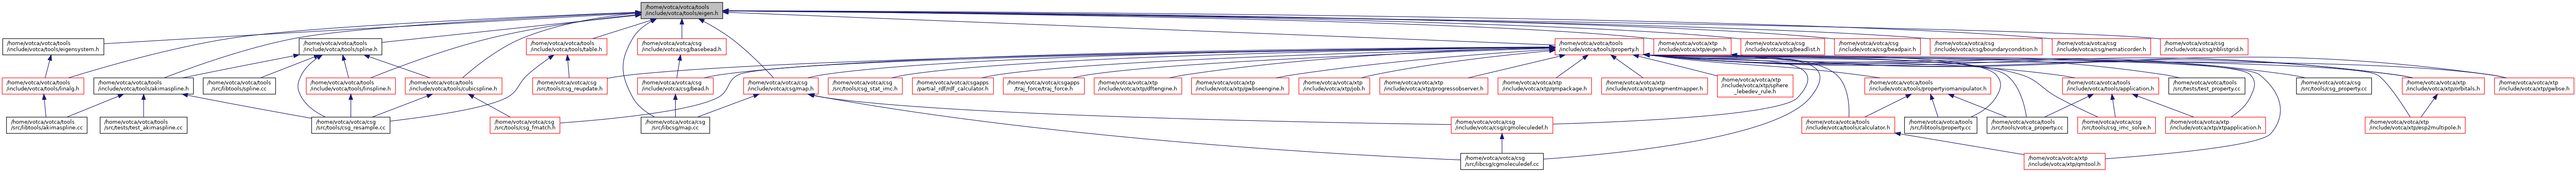 /home/votca/votca/tools
/include/votca/tools/eigen.h
/home/votca/votca/tools
/include/votca/tools/eigensystem.h
/home/votca/votca/tools
/include/votca/tools/spline.h
/home/votca/votca/tools
/include/votca/tools/table.h
/home/votca/votca/csg
/include/votca/csg/basebead.h
/home/votca/votca/tools
/include/votca/tools/property.h
/home/votca/votca/xtp
/include/votca/xtp/eigen.h
/home/votca/votca/csg
/include/votca/csg/beadlist.h
/home/votca/votca/csg
/include/votca/csg/beadpair.h
/home/votca/votca/csg
/include/votca/csg/boundarycondition.h
/home/votca/votca/csg
/include/votca/csg/nematicorder.h
/home/votca/votca/csg
/include/votca/csg/nblistgrid.h
/home/votca/votca/tools
/include/votca/tools/linalg.h
/home/votca/votca/tools
/include/votca/tools/akimaspline.h
/home/votca/votca/tools
/src/libtools/spline.cc
/home/votca/votca/tools
/include/votca/tools/linspline.h
/home/votca/votca/tools
/include/votca/tools/cubicspline.h
/home/votca/votca/csg
/src/tools/csg_reupdate.h
/home/votca/votca/csg
/include/votca/csg/bead.h
/home/votca/votca/csg
/include/votca/csg/map.h
/home/votca/votca/csg
/src/tools/csg_stat_imc.h
/home/votca/votca/csgapps
/partial_rdf/rdf_calculator.h
/home/votca/votca/csgapps
/traj_force/traj_force.h
/home/votca/votca/xtp
/include/votca/xtp/dftengine.h
/home/votca/votca/xtp
/include/votca/xtp/gwbseengine.h
/home/votca/votca/xtp
/include/votca/xtp/job.h
/home/votca/votca/xtp
/include/votca/xtp/progressobserver.h
/home/votca/votca/xtp
/include/votca/xtp/qmpackage.h
/home/votca/votca/xtp
/include/votca/xtp/segmentmapper.h
/home/votca/votca/xtp
/include/votca/xtp/sphere
_lebedev_rule.h
/home/votca/votca/tools
/include/votca/tools/propertyiomanipulator.h
/home/votca/votca/tools
/include/votca/tools/application.h
/home/votca/votca/tools
/src/tests/test_property.cc
/home/votca/votca/csg
/src/tools/csg_property.cc
/home/votca/votca/xtp
/include/votca/xtp/orbitals.h
/home/votca/votca/xtp
/include/votca/xtp/gwbse.h
/home/votca/votca/tools
/src/libtools/akimaspline.cc
/home/votca/votca/tools
/src/tests/test_akimaspline.cc
/home/votca/votca/csg
/src/tools/csg_resample.cc
/home/votca/votca/csg
/src/tools/csg_fmatch.h
/home/votca/votca/csg
/src/libcsg/map.cc
/home/votca/votca/csg
/include/votca/csg/cgmoleculedef.h
/home/votca/votca/tools
/include/votca/tools/calculator.h
/home/votca/votca/tools
/src/libtools/property.cc
/home/votca/votca/tools
/src/tools/votca_property.cc
/home/votca/votca/csg
/src/tools/csg_imc_solve.h
/home/votca/votca/xtp
/include/votca/xtp/xtpapplication.h
/home/votca/votca/xtp
/include/votca/xtp/esp2multipole.h
/home/votca/votca/csg
/src/libcsg/cgmoleculedef.cc
/home/votca/votca/xtp
/include/votca/xtp/qmtool.h